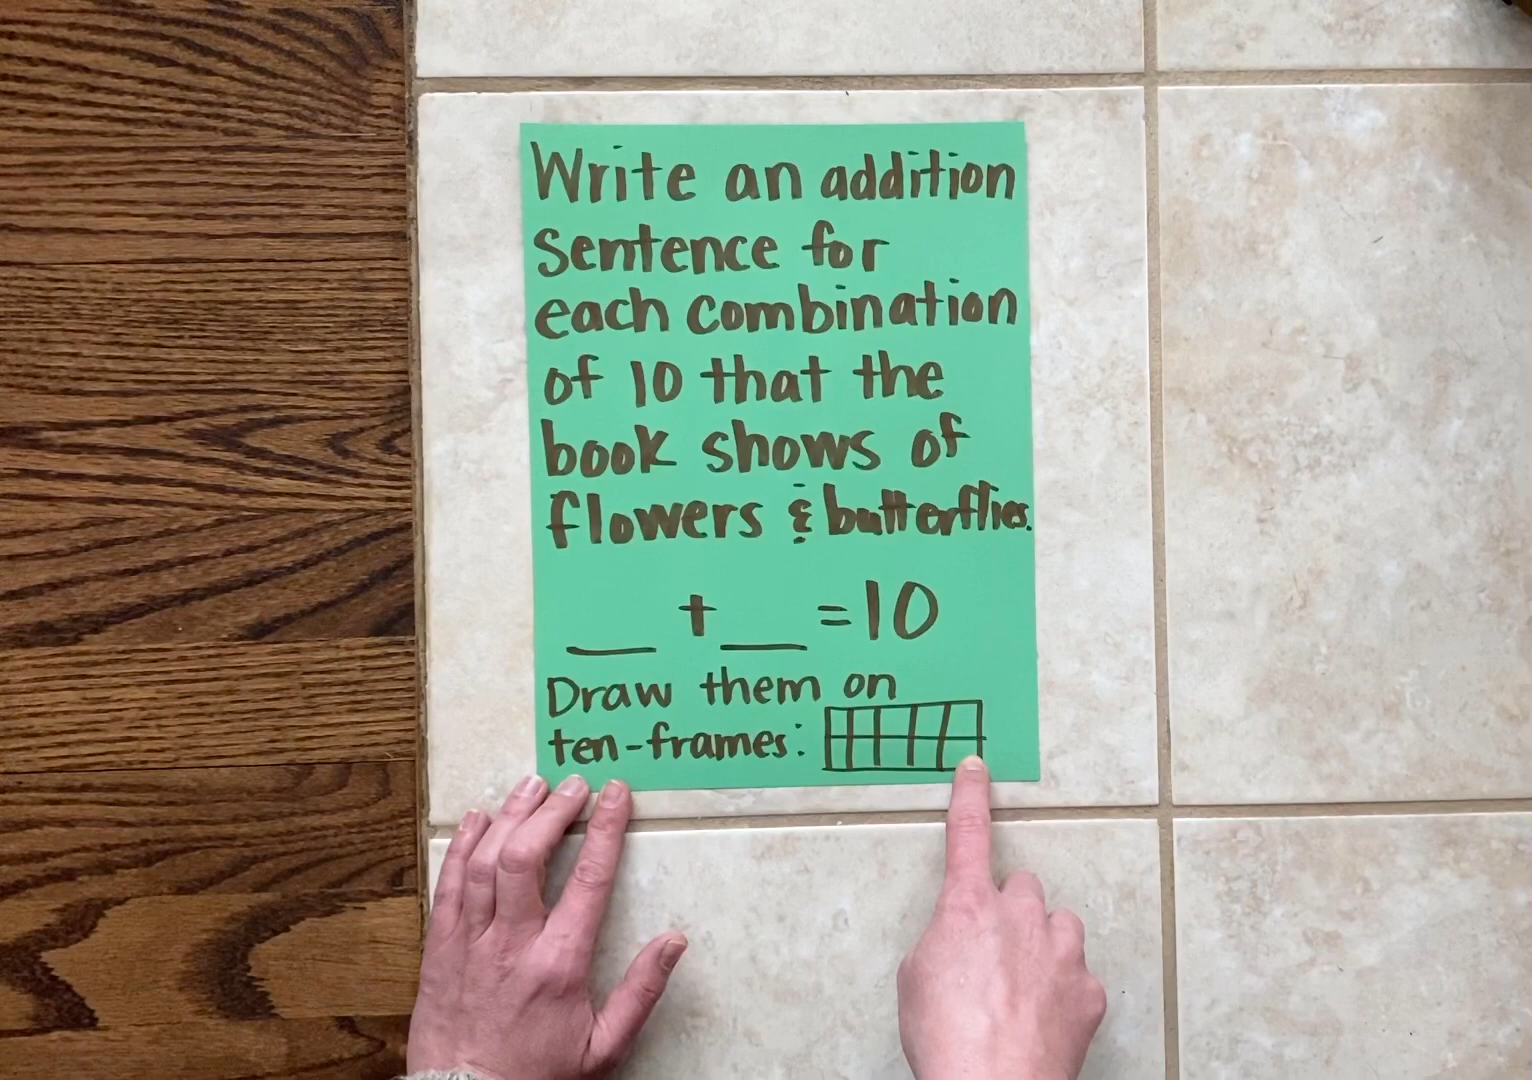 Write an addition
sentence for
each combination
of 10 that the
book shows of
flowers & butterflies.
__ + __ = 10
Draw them on
ten-frames: